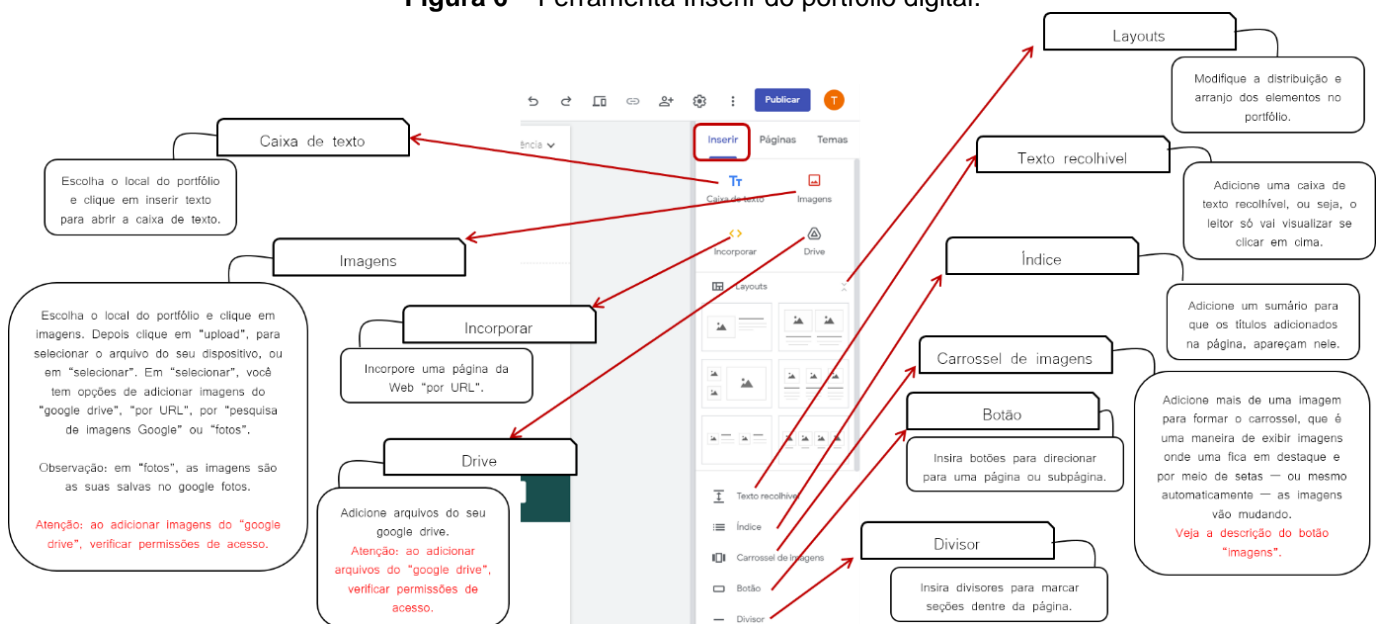 Figura 6 – Ferramenta Inserir do portfólio digital.
Layouts
Modifique a distribuição e
arranjo dos elementos no
portfólio.
Publicar
T
Inserir
Páginas
Temas
ência
Caixa de texto
Escolha o local do portfólio
e clique em inserir texto
para abrir a caixa de texto.
Texto recolhivel
Adicione uma caixa de
texto recolhível, ou seja, o
leitor só vai visualizar se
clicar em cima.
Tт
Caixa de texto
Imagens
Incorporar
Drive
Layouts
Imagens
Escolha o local do portfólio e clique em
imagens. Depois clique em "upload", para
selecionar o arquivo do seu dispositivo, ou
em "selecionar". Em "selecionar", você
tem opções de adicionar imagens do
"google drive", "por URL", por "pesquisa
de imagens Google" ou "fotos".
Observação: em "fotos", as imagens são
as suas salvas no google fotos.
Atenção: ao adicionar imagens do "google
drive", verificar permissões de acesso.
Índice
Adicione um sumário para
que os títulos adicionados
na página, apareçam nele.
Incorporar
Incorpore uma página da
Web "por URL".
Carrossel de imagens
Adicione mais de uma imagem
para formar o carrossel, que é
uma maneira de exibir imagens
onde uma fica em destaque e
por meio de setas — ou mesmo
automaticamente — as imagens
vão mudando.
Veja a descrição do botão
"Imagens".
Botão
Insira botões para direcionar
para uma página ou subpágina.
Drive
Adicione arquivos do seu
google drive.
Atenção: ao adicionar
arquivos do "google drive",
verificar permissões de
acesso.
Texto recolhivel
Índice
Carrossel de imagens
Botão
Divisor
Divisor
Insira divisores para marcar
seções dentre da página.